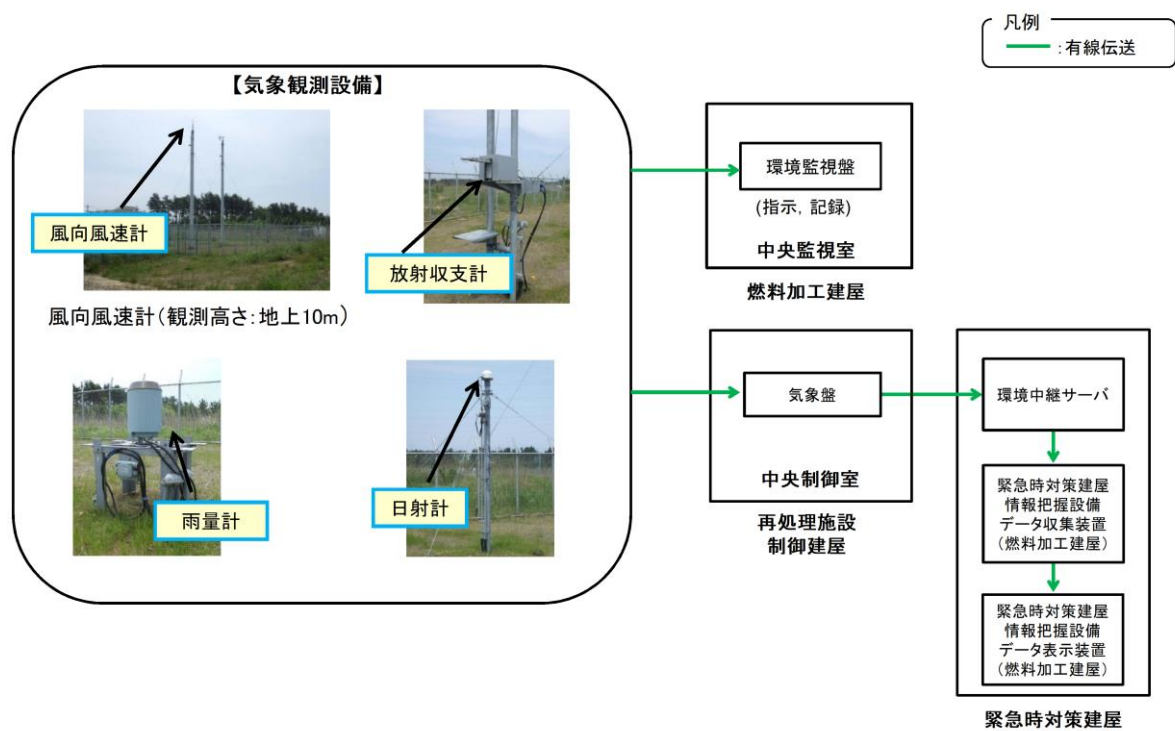 凡例
：有線伝送
【気象観測設備】
風向風速計
放射収支計
風向風速計（観測高さ：地上10m）
雨量計
日射計
環境監視盤
(指示，記録)
中央監視室
燃料加工建屋
気象盤
中央制御室
再処理施設
制御建屋
環境中継サーバ
緊急時対策建屋
情報把握設備
データ収集装置
（燃料加工建屋）
緊急時対策建屋
情報把握設備
データ表示装置
（燃料加工建屋）
緊急時対策建屋